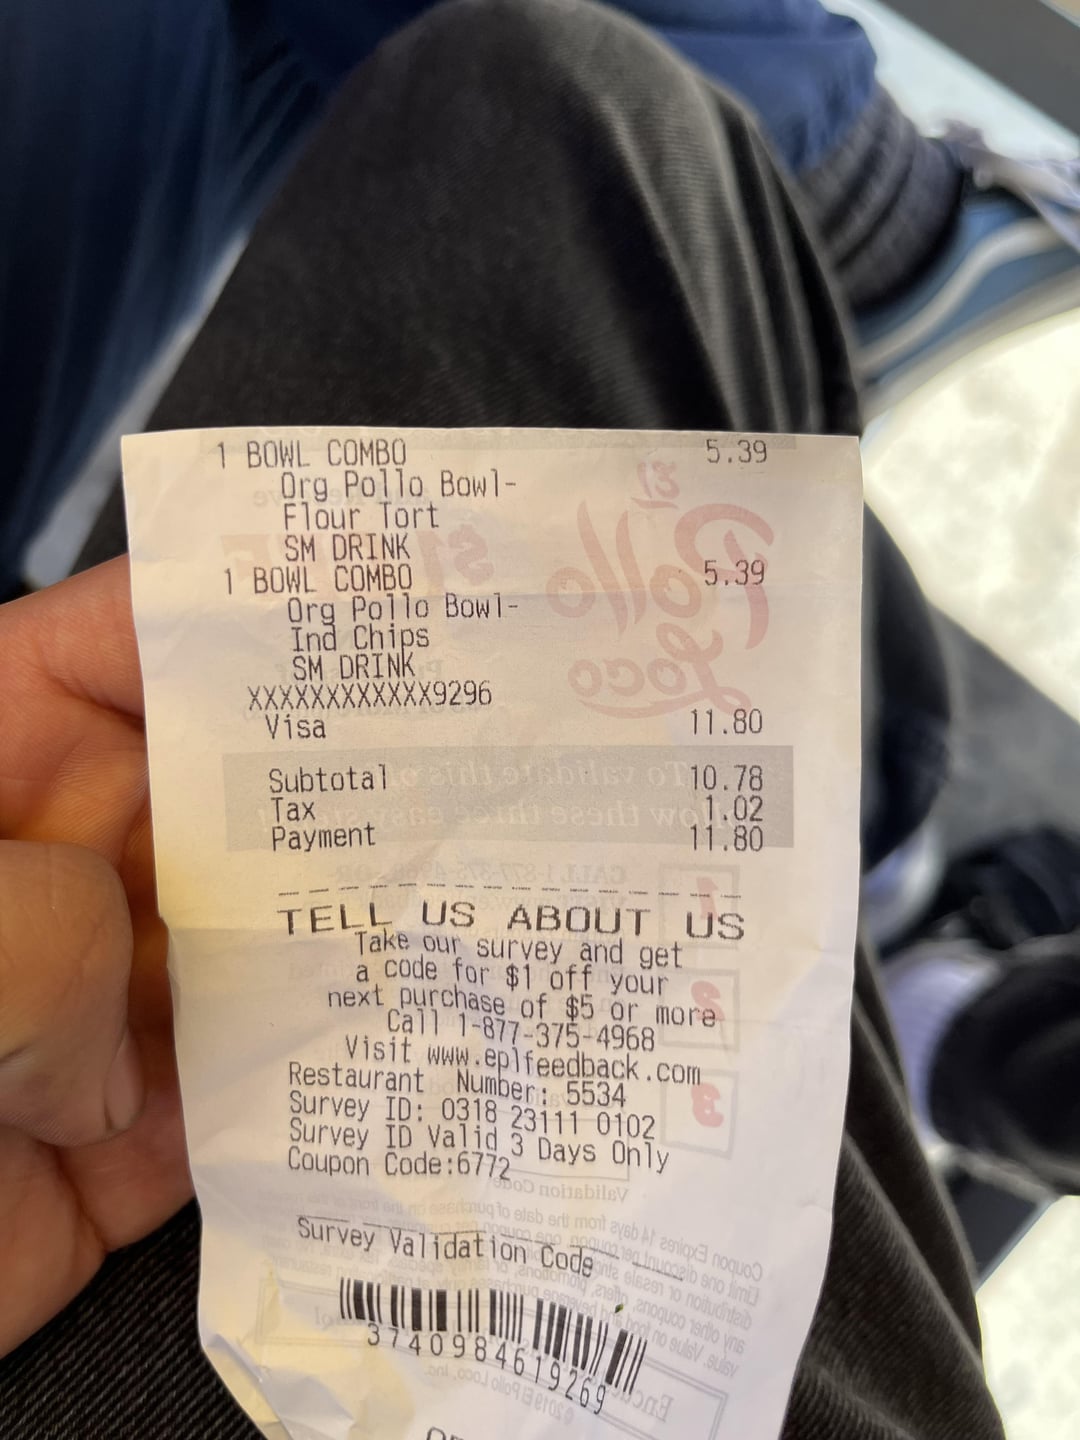 1 BOWL COMBO 5.39
Org Pollo Bowl-
Flour Tort
SM DRINK
1 BOWL COMBO 5.39
Org Pollo Bowl-
Ind Chips
SM DRINK
XXXXXXXXXXXX9296
Visa 11.80
Subtotal 10.78
Tax 1.02
Payment 11.80
TELL US ABOUT US
Take our survey and get
a code for $1 off your
next purchase of $5 or more
Call 1-877-375-4968
Visit www.eplfeedback.com
Restaurant Number: 5534
Survey ID: 0318 23111 0102
Survey ID Valid 3 Days Only
Coupon Code:6772
Survey Validation Code
3740984619269
El Pollo Loco